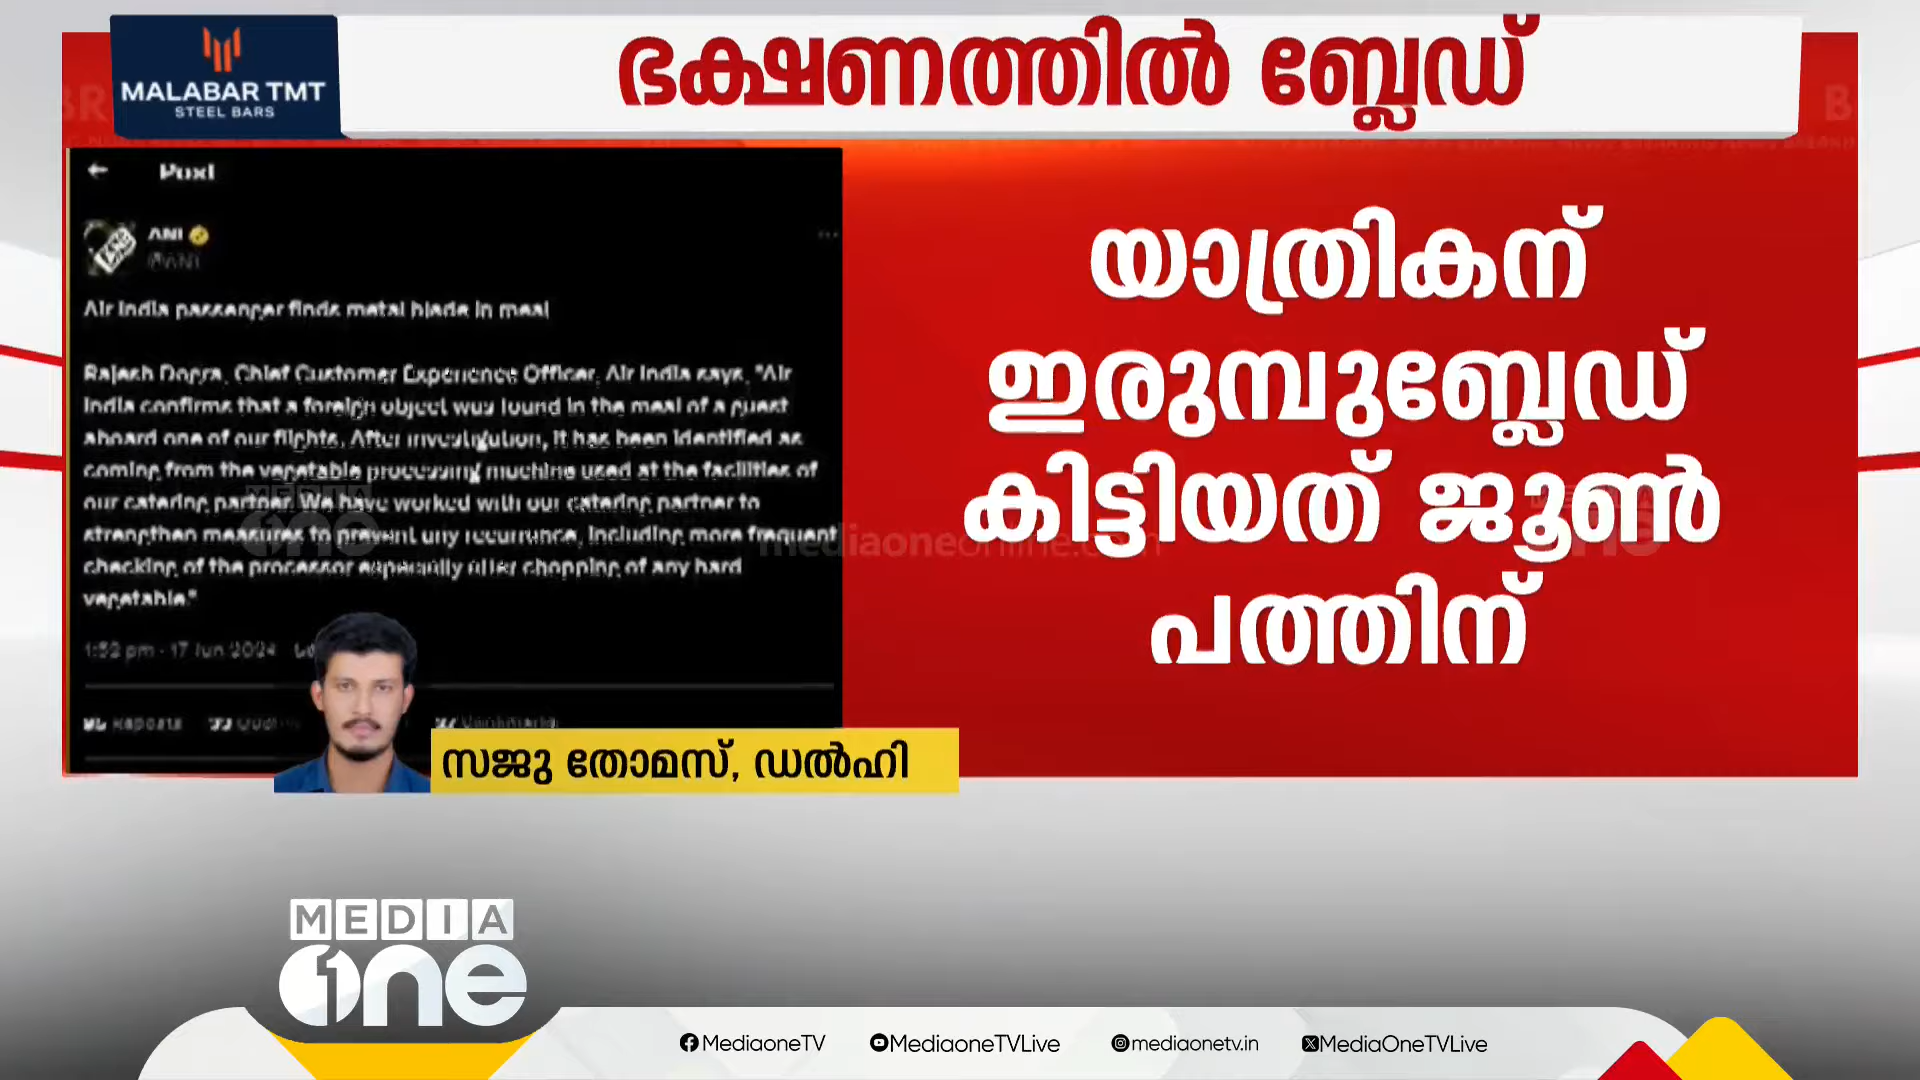 MALABAR TMT
STEEL BARS
ഭക്ഷണത്തിൽ ബ്ലേഡ്
Post
ANI
@ANI
Air India passenger finds metal blade in meal
Rajesh Dogra, Chief Customer Experience Officer, Air India says, "Air
India confirms that a foreign object was found in the meal of a guest
aboard one of our flights. After investigation, it has been identified as
coming from the vegetable processing machine used at the facilities of
our catering partner. We have worked with our catering partner to
strengthen measures to prevent any recurrence, including more frequent
checking of the processor especially after chopping of any hard
vegetable."
1:52 pm · 17 Jun 2024
Reposts
യാത്രികന്
ഇരുമ്പുബ്ലേഡ്
കിട്ടിയത് ജൂൺ
പത്തിന്
mediaoneonline.com
സജു തോമസ്, ഡൽഹി
MEDIA
one
MediaoneTV
MediaoneTVLive
mediaonetv.in
MediaOneTVLive